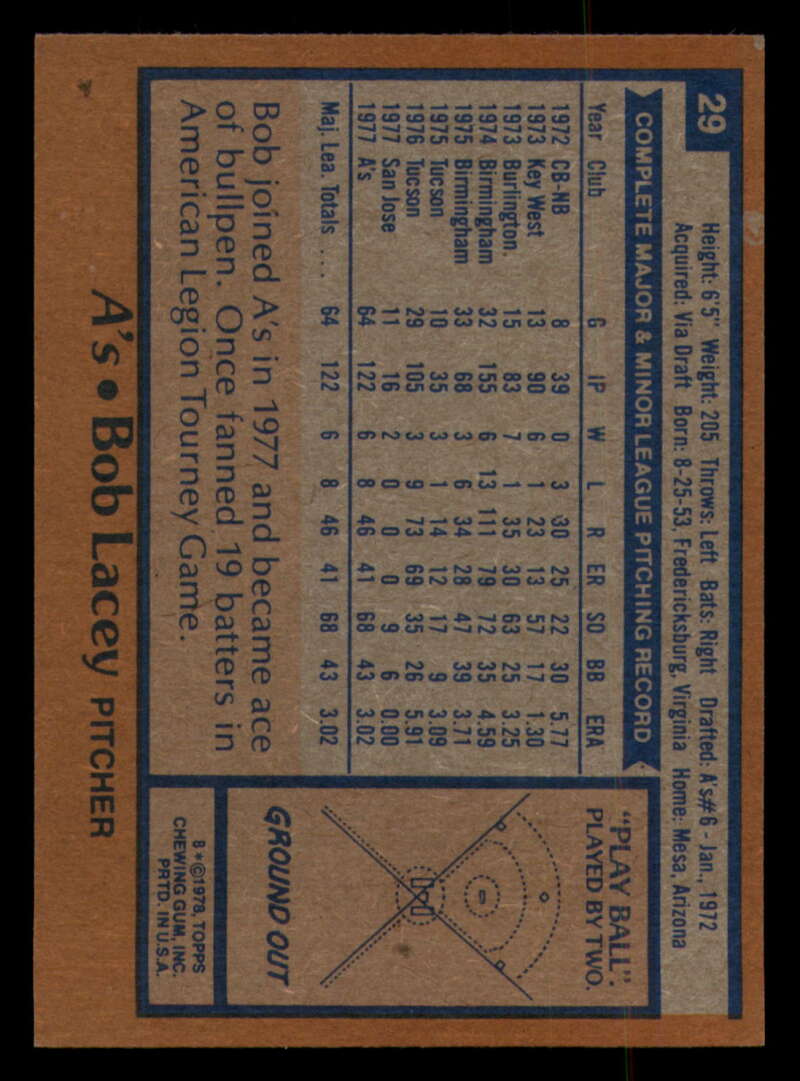 29
Height: 6'5" Weight: 205 Throws: Left Bats: Right Drafted: A's#6 - Jan., 1972
Acquired: Via Draft Born: 8-25-53, Fredericksburg, Virginia Home: Mesa, Arizona
COMPLETE MAJOR & MINOR LEAGUE PITCHING RECORD
Year Club G IP W L R ER SO BB ERA
1972 CB-NB 8 39 0 3 30 25 22 30 5.77
1973 Key West 13 90 6 1 23 13 57 17 1.30
1973 Burlington. 15 83 7 1 35 30 63 25 3.25
1974 Birmingham 32 155 6 13 111 79 72 35 4.59
1975 Birmingham 33 68 3 6 34 28 47 39 3.71
1975 Tucson 10 35 3 1 14 12 17 9 3.09
1976 Tucson 29 105 3 9 73 69 35 26 5.91
1977 San Jose 11 16 2 0 0 0 9 6 0.00
1977 A's 64 122 6 8 46 41 68 43 3.02
Maj. Lea. Totals .... 64 122 6 8 46 41 68 43 3.02
Bob joined A's in 1977 and became ace
of bullpen. Once fanned 19 batters in
American Legion Tourney Game.
"PLAY BALL":
PLAYED BY TWO.
GROUND OUT
8*©1978, TOPPS
CHEWING GUM, INC.
PRTD. IN U.S.A.
A's • Bob Lacey PITCHER